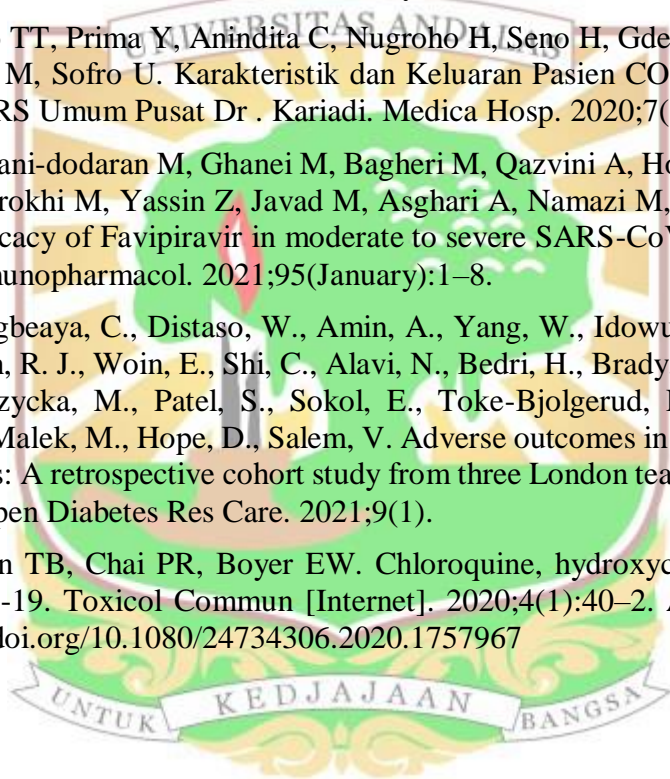 UNIVERSITAS ANDALAS
TT, Prima Y, Anindita C, Nugroho H, Seno H, Gde
M, Sofro U. Karakteristik dan Keluaran Pasien CO
RS Umum Pusat Dr . Kariadi. Medica Hosp. 2020;7(
ani-dodaran M, Ghanei M, Bagheri M, Qazvini A, Ho
rokhi M, Yassin Z, Javad M, Asghari A, Namazi M,
icacy of Favipiravir in moderate to severe SARS-CoV
nunopharmacol. 2021;95(January):1–8.
gbeaya, C., Distaso, W., Amin, A., Yang, W., Idowu
, R. J., Woin, E., Shi, C., Alavi, N., Bedri, H., Brady
zycka, M., Patel, S., Sokol, E., Toke-Bjolgerud,
Malek, M., Hope, D., Salem, V. Adverse outcomes in
s: A retrospective cohort study from three London tea
pen Diabetes Res Care. 2021;9(1).
n TB, Chai PR, Boyer EW. Chloroquine, hydroxyc
-19. Toxicol Commun [Internet]. 2020;4(1):40–2.
doi.org/10.1080/24734306.2020.1757967
UNTUK KEDJAJAAN BANGSA